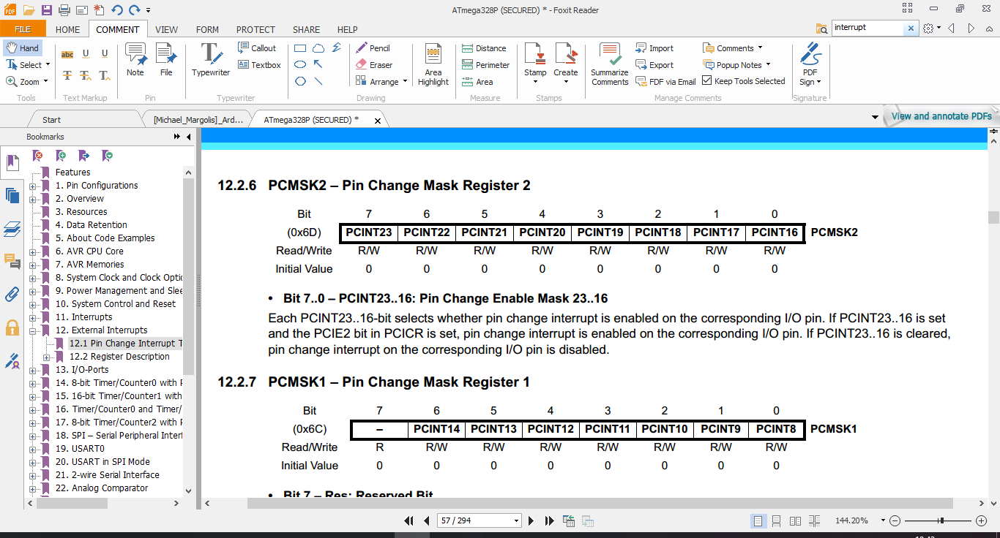 PDF
ATmega328P (SECURED) * - Foxit Reader
FILE HOME COMMENT VIEW FORM PROTECT SHARE HELP
interrupt
Hand
Select
Zoom
Tools
abc U U
T T T
Text Markup
Note
File
Pin
Typewriter
Callout
Textbox
Typewriter
Pencil
Eraser
Arrange
Drawing
Area
Highlight
Distance
Perimeter
Area
Measure
Stamp
Create
Stamps
Summarize
Comments
Import
Export
FDF via Email
Comments
Popup Notes
Keep Tools Selected
Manage Comments
PDF
Sign
Signature
Start
[Michael_Margolis]_Ard...
ATmega328P (SECURED) *
View and annotate PDFs
Bookmarks
Features
1. Pin Configurations
2. Overview
3. Resources
4. Data Retention
5. About Code Examples
6. AVR CPU Core
7. AVR Memories
8. System Clock and Clock Optic
9. Power Management and Slee
10. System Control and Reset
11. Interrupts
12. External Interrupts
12.1 Pin Change Interrupt T
12.2 Register Description
13. I/O-Ports
14. 8-bit Timer/Counter0 with P
15. 16-bit Timer/Counter1 with
16. Timer/Counter0 and Timer/
17. 8-bit Timer/Counter2 with P
18. SPI – Serial Peripheral Interf
19. USART0
20. USART in SPI Mode
21. 2-wire Serial Interface
22. Analog Comparator
12.2.6 PCMSK2 – Pin Change Mask Register 2
Bit 7 6 5 4 3 2 1 0
(0x6D) PCINT23 PCINT22 PCINT21 PCINT20 PCINT19 PCINT18 PCINT17 PCINT16 PCMSK2
Read/Write R/W R/W R/W R/W R/W R/W R/W R/W
Initial Value 0 0 0 0 0 0 0 0
• Bit 7..0 – PCINT23..16: Pin Change Enable Mask 23..16
Each PCINT23..16-bit selects whether pin change interrupt is enabled on the corresponding I/O pin. If PCINT23..16 is set
and the PCIE2 bit in PCICR is set, pin change interrupt is enabled on the corresponding I/O pin. If PCINT23..16 is cleared,
pin change interrupt on the corresponding I/O pin is disabled.
12.2.7 PCMSK1 – Pin Change Mask Register 1
Bit 7 6 5 4 3 2 1 0
(0x6C) – PCINT14 PCINT13 PCINT12 PCINT11 PCINT10 PCINT9 PCINT8 PCMSK1
Read/Write R R/W R/W R/W R/W R/W R/W R/W
Initial Value 0 0 0 0 0 0 0 0
• Bit 7 – Res: Reserved Bit
57 / 294
144.20%